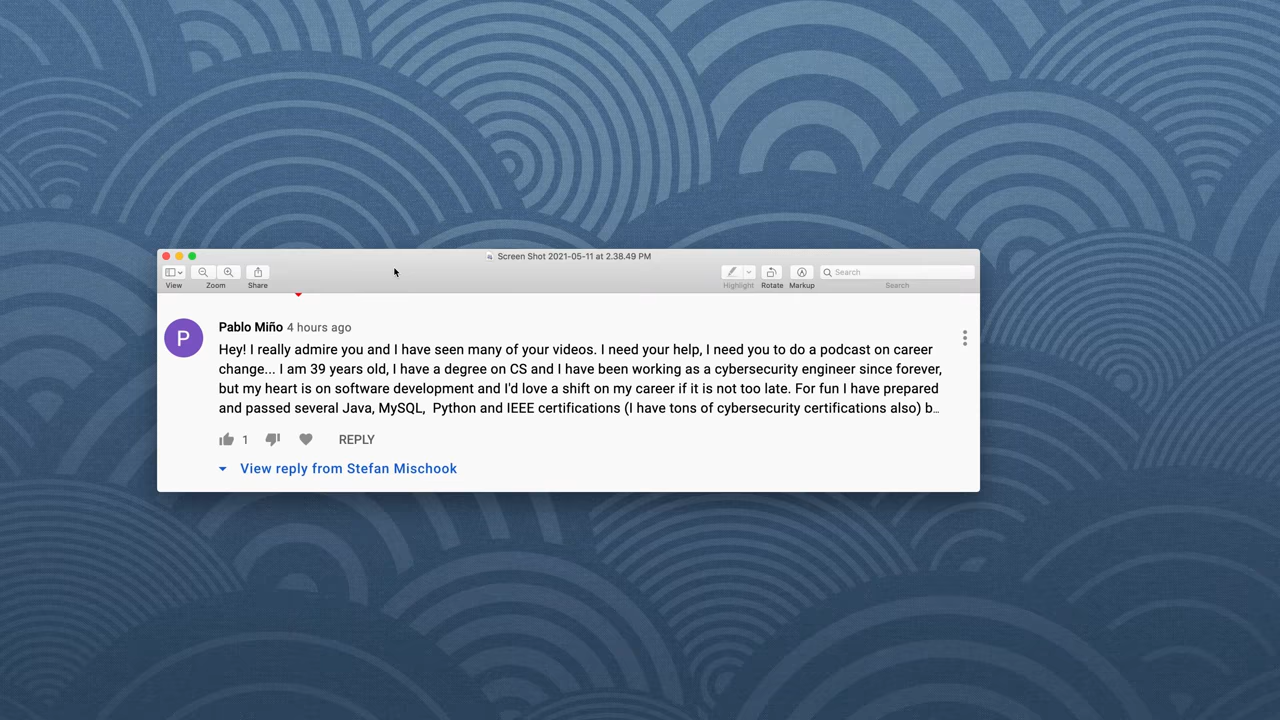 Screen Shot 2021-05-11 at 2.38.49 PM
Search
View
Zoom
Share
Highlight
Rotate
Markup
Search
P
Pablo Miño 4 hours ago
Hey! I really admire you and I have seen many of your videos. I need your help, I need you to do a podcast on career
change... I am 39 years old, I have a degree on CS and I have been working as a cybersecurity engineer since forever,
but my heart is on software development and I'd love a shift on my career if it is not too late. For fun I have prepared
and passed several Java, MySQL, Python and IEEE certifications (I have tons of cybersecurity certifications also) b…
1
REPLY
View reply from Stefan Mischook